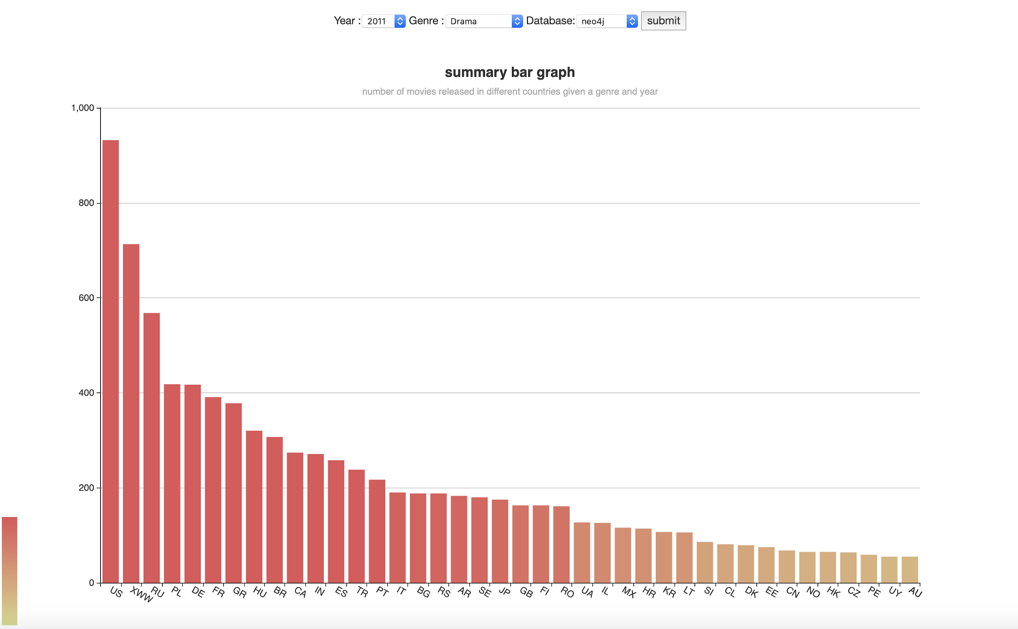 Year : 2011 Genre : Drama Database: neo4j submit
summary bar graph
number of movies released in different countries given a genre and year
1,000
800
600
400
200
0
US XWW RU PL DE FR GR HU BR CA IN ES TR PT IT BG RS AR SE JP GB FI RO UA IL MX HR KR LT SI CL DK EE CN NO HK CZ PE UY AU